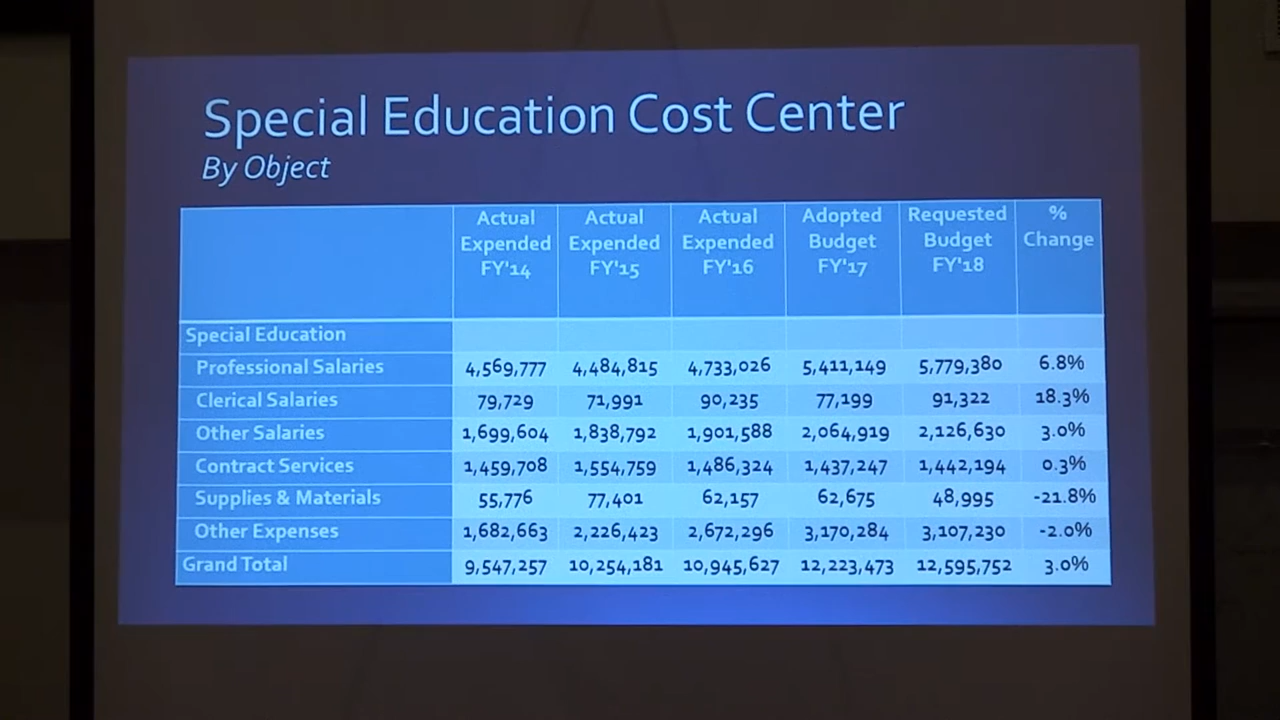 Special Education Cost Center
By Object
Actual Expended FY'14 Actual Expended FY'15 Actual Expended FY'16 Adopted Budget FY'17 Requested Budget FY'18 % Change
Special Education
Professional Salaries 4,569,777 4,484,815 4,733,026 5,411,149 5,779,380 6.8%
Clerical Salaries 79,729 71,991 90,235 77,199 91,322 18.3%
Other Salaries 1,699,604 1,838,792 1,901,588 2,064,919 2,126,630 3.0%
Contract Services 1,459,708 1,554,759 1,486,324 1,437,247 1,442,194 0.3%
Supplies & Materials 55,776 77,401 62,157 62,675 48,995 -21.8%
Other Expenses 1,682,663 2,226,423 2,672,296 3,170,284 3,107,230 -2.0%
Grand Total 9,547,257 10,254,181 10,945,627 12,223,473 12,595,752 3.0%